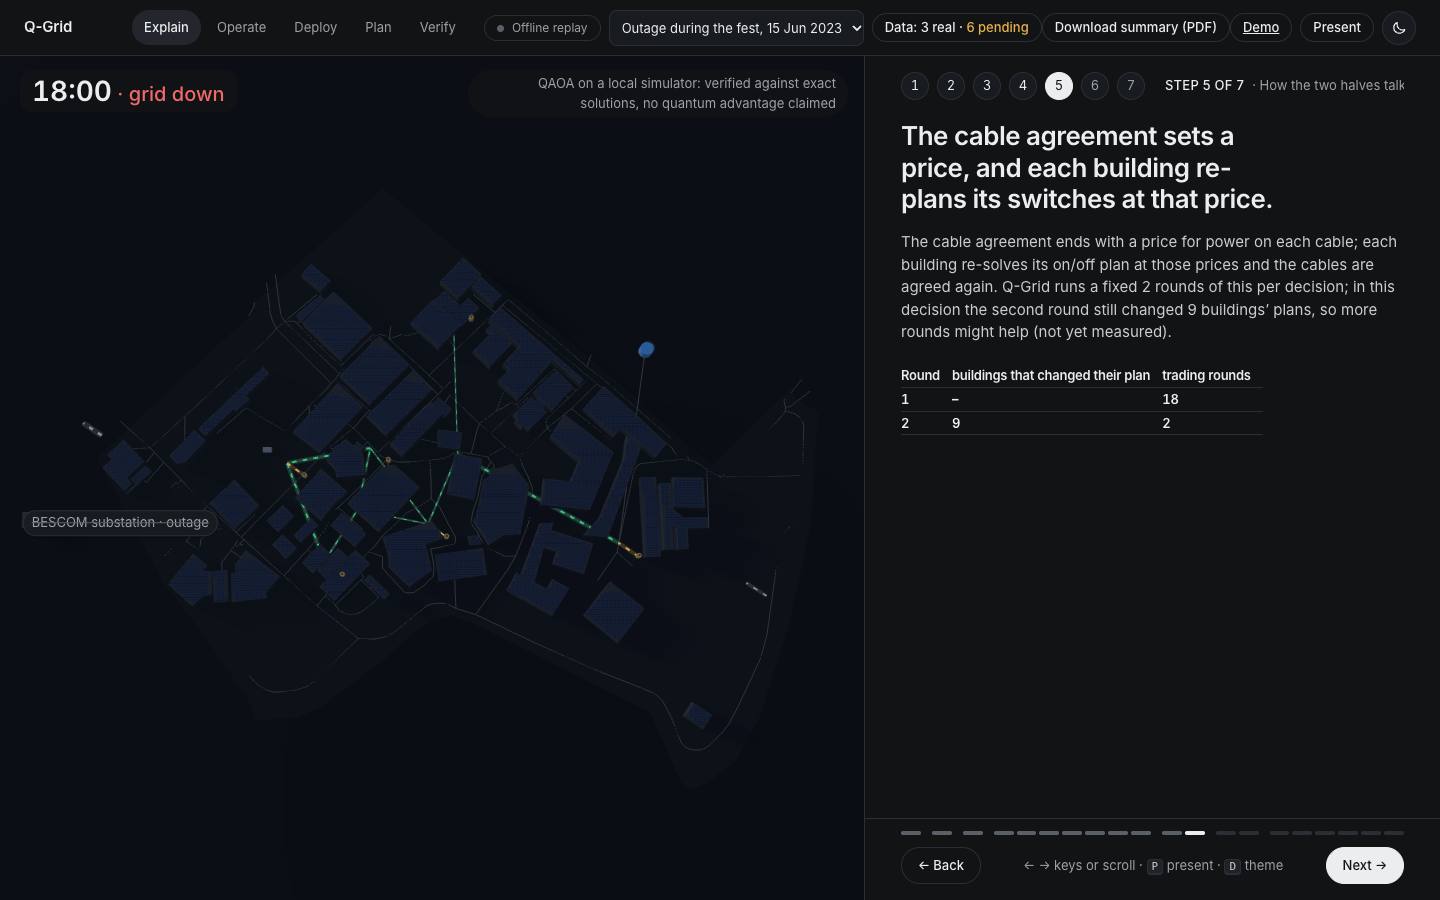 Q-Grid
Explain
Operate
Deploy
Plan
Verify
Offline replay
Outage during the fest, 15 Jun 2023
Data: 3 real · 6 pending
Download summary (PDF)
Demo
Present
18:00 · grid down
QAOA on a local simulator: verified against exact
solutions, no quantum advantage claimed
BESCOM substation · outage
1 2 3 4 5 6 7 STEP 5 OF 7 · How the two halves talk
The cable agreement sets a
price, and each building re-
plans its switches at that price.
The cable agreement ends with a price for power on each cable; each
building re-solves its on/off plan at those prices and the cables are
agreed again. Q-Grid runs a fixed 2 rounds of this per decision; in this
decision the second round still changed 9 buildings’ plans, so more
rounds might help (not yet measured).
Round buildings that changed their plan trading rounds
1 – 18
2 9 2
← Back
← → keys or scroll · P present · D theme
Next →